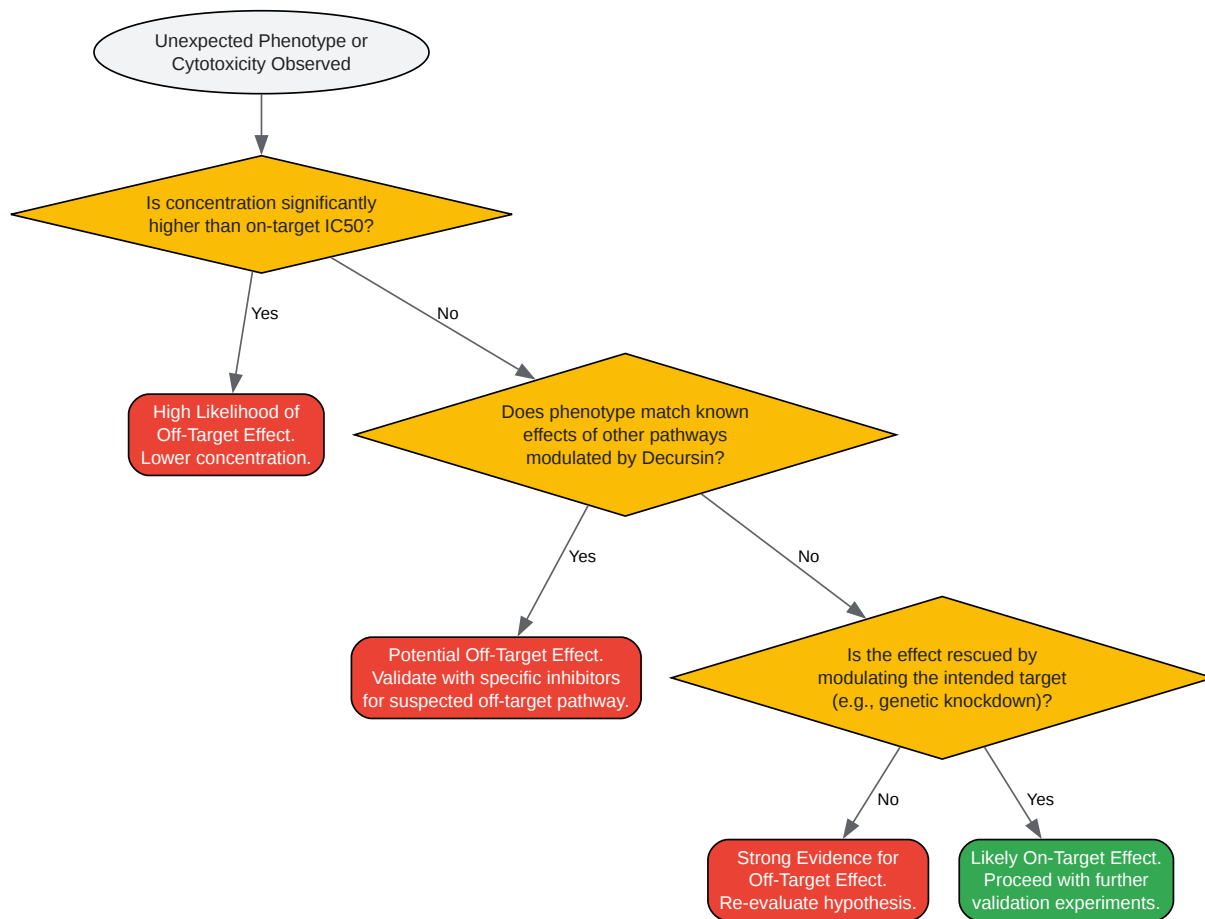 Unexpected Phenotype or
Cytotoxicity Observed
Is concentration significantly
higher than on-target IC50?
Yes
No
High Likelihood of
Off-Target Effect.
Lower concentration.
Does phenotype match known
effects of other pathways
modulated by Decursin?
Yes
No
Potential Off-Target Effect.
Validate with specific inhibitors
for suspected off-target pathway.
Is the effect rescued by
modulating the intended target
(e.g., genetic knockdown)?
No
Yes
Strong Evidence for
Off-Target Effect.
Re-evaluate hypothesis.
Likely On-Target Effect.
Proceed with further
validation experiments.